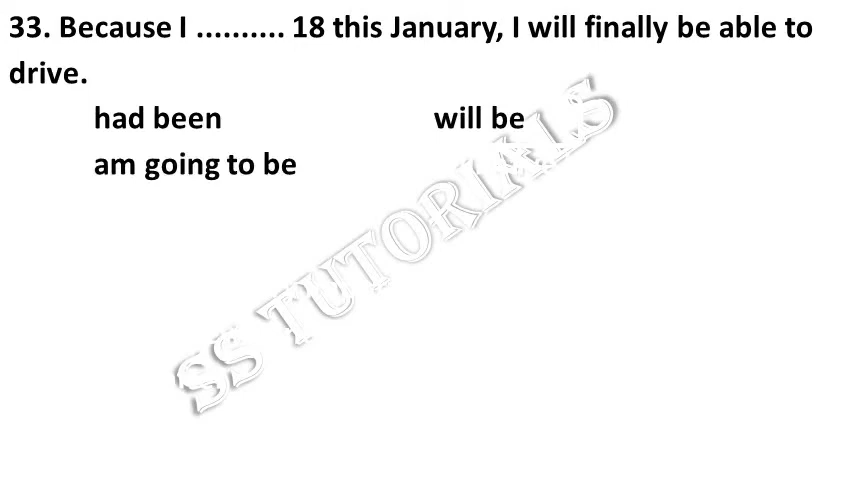 33. Because I .......... 18 this January, I will finally be able to
drive.
had been will be
am going to be
SS TUTORIALS